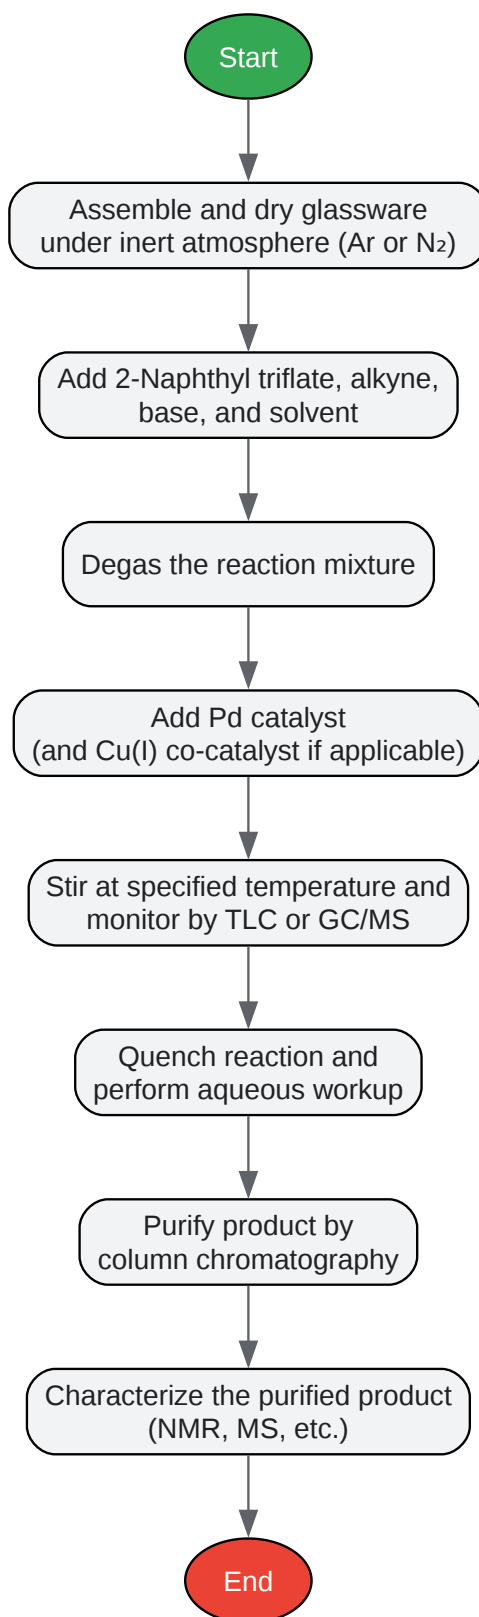 Start
Assemble and dry glassware
under inert atmosphere (Ar or N₂)
Add 2-Naphthyl triflate, alkyne,
base, and solvent
Degas the reaction mixture
Add Pd catalyst
(and Cu(I) co-catalyst if applicable)
Stir at specified temperature and
monitor by TLC or GC/MS
Quench reaction and
perform aqueous workup
Purify product by
column chromatography
Characterize the purified product
(NMR, MS, etc.)
End